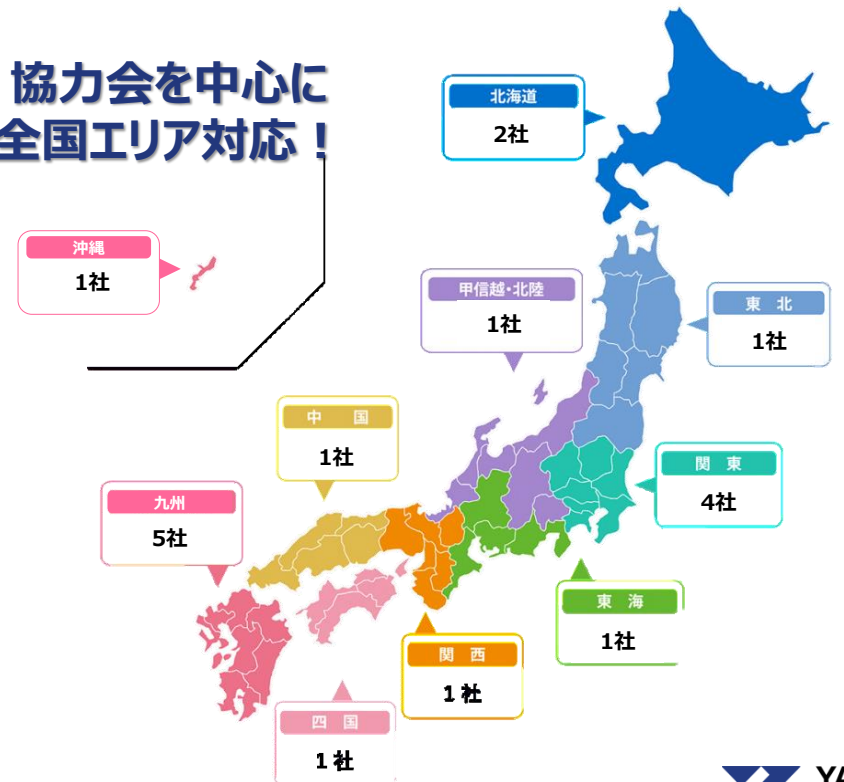 協力会を中心に
全国エリア対応！
北海道
2社
沖縄
1社
甲信越・北陸
1社
東 北
1社
中 国
1社
関 東
4社
九州
5社
東 海
1社
関 西
1社
四 国
1社
YA